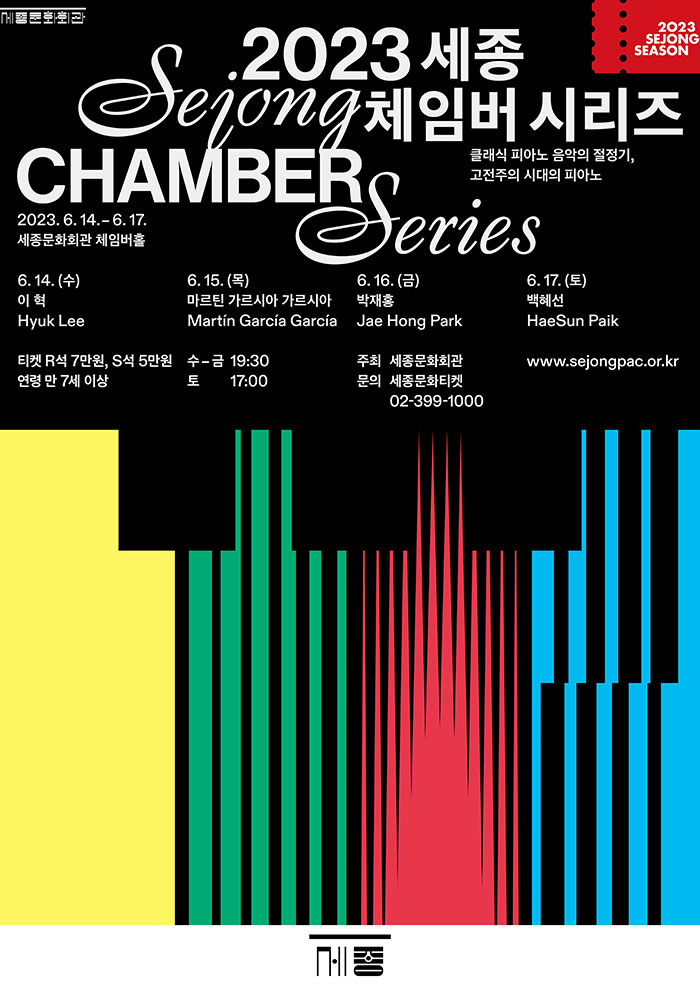 세종문화회관
2023
SEJONG
SEASON
2023 세종
Sejong 체임버 시리즈
CHAMBER
Series
클래식 피아노 음악의 절정기,
고전주의 시대의 피아노
2023. 6. 14. – 6. 17.
세종문화회관 체임버홀
6. 14. (수)
이 혁
Hyuk Lee
6. 15. (목)
마르틴 가르시아 가르시아
Martín García García
6. 16. (금)
박재홍
Jae Hong Park
6. 17. (토)
백혜선
HaeSun Paik
티켓 R석 7만원, S석 5만원
연령 만 7세 이상
수 – 금 19:30
토 17:00
주최 세종문화회관
문의 세종문화티켓
02-399-1000
www.sejongpac.or.kr
세종